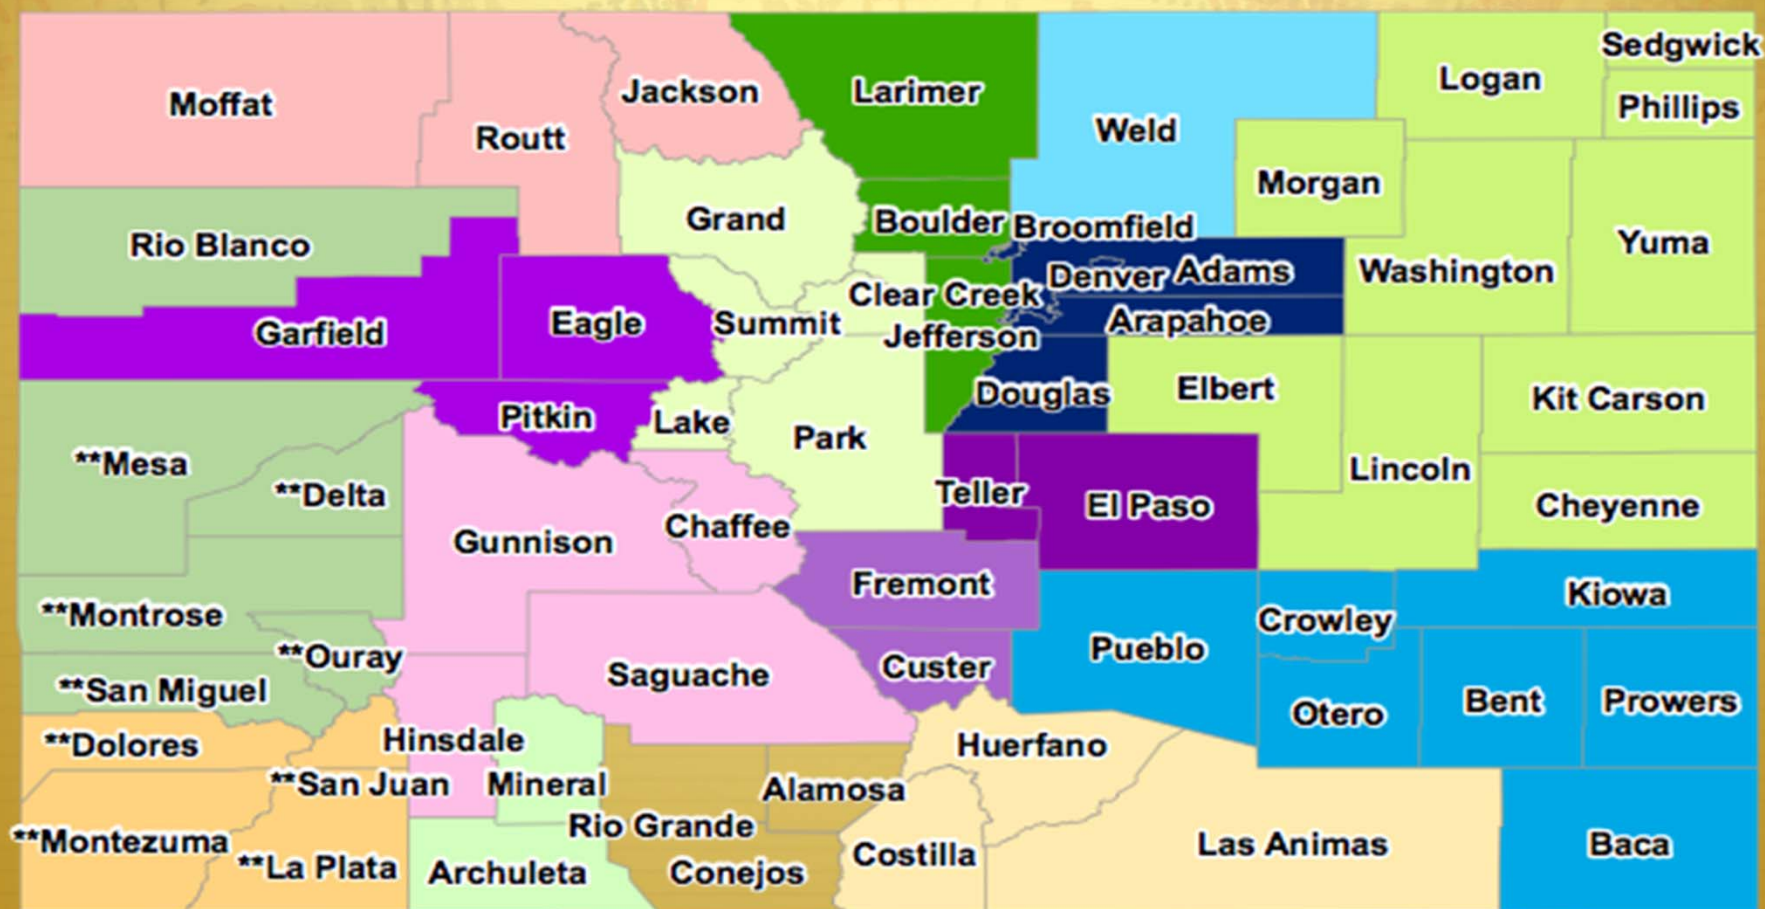 Sedgwick
Moffat
Jackson
Larimer
Logan
Phillips
Routt
Weld
Morgan
Rio Blanco
Grand
Boulder
Broomfield
Yuma
Washington
Garfield
Eagle
Summit
Clear Creek
Denver
Adams
Arapahoe
Jefferson
Pitkin
Lake
Park
Douglas
Elbert
Kit Carson
**Mesa
**Delta
Lincoln
Teller
El Paso
Cheyenne
Gunnison
Chaffee
Fremont
Kiowa
**Montrose
Crowley
**Ouray
Saguache
Custer
Pueblo
**San Miguel
Otero
Bent
Prowers
**Dolores
Hinsdale
Huerfano
**San Juan
Mineral
Alamosa
Rio Grande
**Montezuma
**La Plata
Archuleta
Conejos
Costilla
Las Animas
Baca